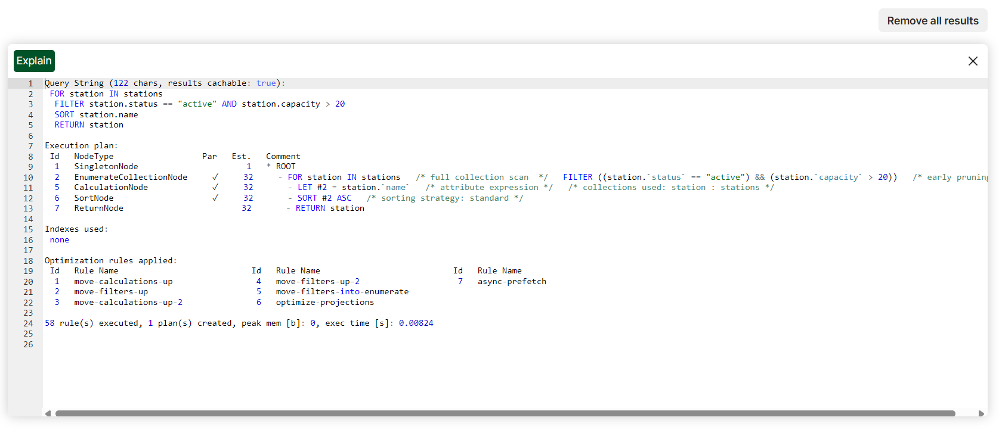 Remove all results
Explain
1 Query String (122 chars, results cachable: true):
2 FOR station IN stations
3 FILTER station.status == "active" AND station.capacity > 20
4 SORT station.name
5 RETURN station
6
7 Execution plan:
8 Id NodeType Par Est. Comment
9 1 SingletonNode 1 * ROOT
10 2 EnumerateCollectionNode ✓ 32 - FOR station IN stations /* full collection scan */ FILTER ((station.`status` == "active") && (station.`capacity` > 20)) /* early pruning
11 5 CalculationNode ✓ 32 - LET #2 = station.`name` /* attribute expression */ /* collections used: station : stations */
12 6 SortNode ✓ 32 - SORT #2 ASC /* sorting strategy: standard */
13 7 ReturnNode 32 - RETURN station
14
15 Indexes used:
16 none
17
18 Optimization rules applied:
19 Id Rule Name Id Rule Name Id Rule Name
20 1 move-calculations-up 4 move-filters-up-2 7 async-prefetch
21 2 move-filters-up 5 move-filters-into-enumerate
22 3 move-calculations-up-2 6 optimize-projections
23
24 58 rule(s) executed, 1 plan(s) created, peak mem [b]: 0, exec time [s]: 0.00824
25
26